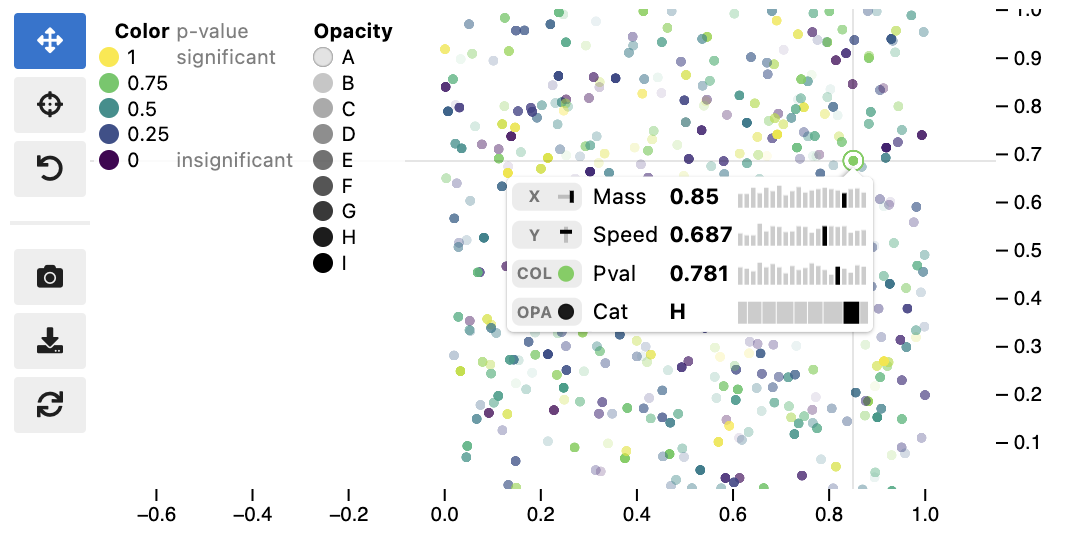 Color p-value
1 significant
0.75
0.5
0.25
0 insignificant
Opacity
A
B
C
D
E
F
G
H
I
X Mass 0.85
Y Speed 0.687
COL Pval 0.781
OPA Cat H
1.0
0.9
0.8
0.7
0.6
0.5
0.4
0.3
0.2
0.1
−0.6 −0.4 −0.2 0.0 0.2 0.4 0.6 0.8 1.0